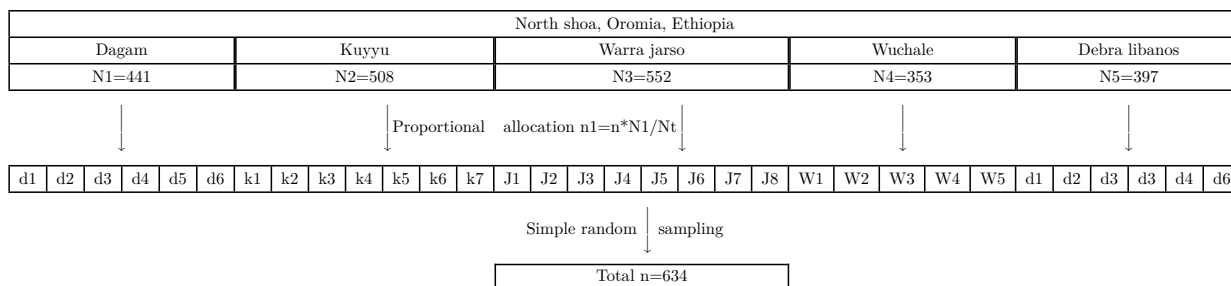 North shoa, Oromia, Ethiopia
Dagam Kuyyu Warra jarso Wuchale Debra libanos
N1=441 N2=508 N3=552 N4=353 N5=397
Proportional allocation n1=n*N1/Nt
d1 d2 d3 d4 d5 d6 k1 k2 k3 k4 k5 k6 k7 J1 J2 J3 J4 J5 J6 J7 J8 W1 W2 W3 W4 W5 d1 d2 d3 d3 d4 d6
Simple random sampling
Total n=634